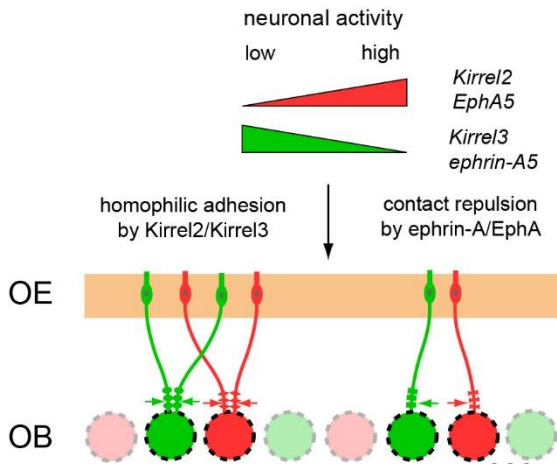 neuronal activity
low high
Kirrel2
EphA5
Kirrel3
ephrin-A5
homophilic adhesion
by Kirrel2/Kirrel3
contact repulsion
by ephrin-A/EphA
OE
OB